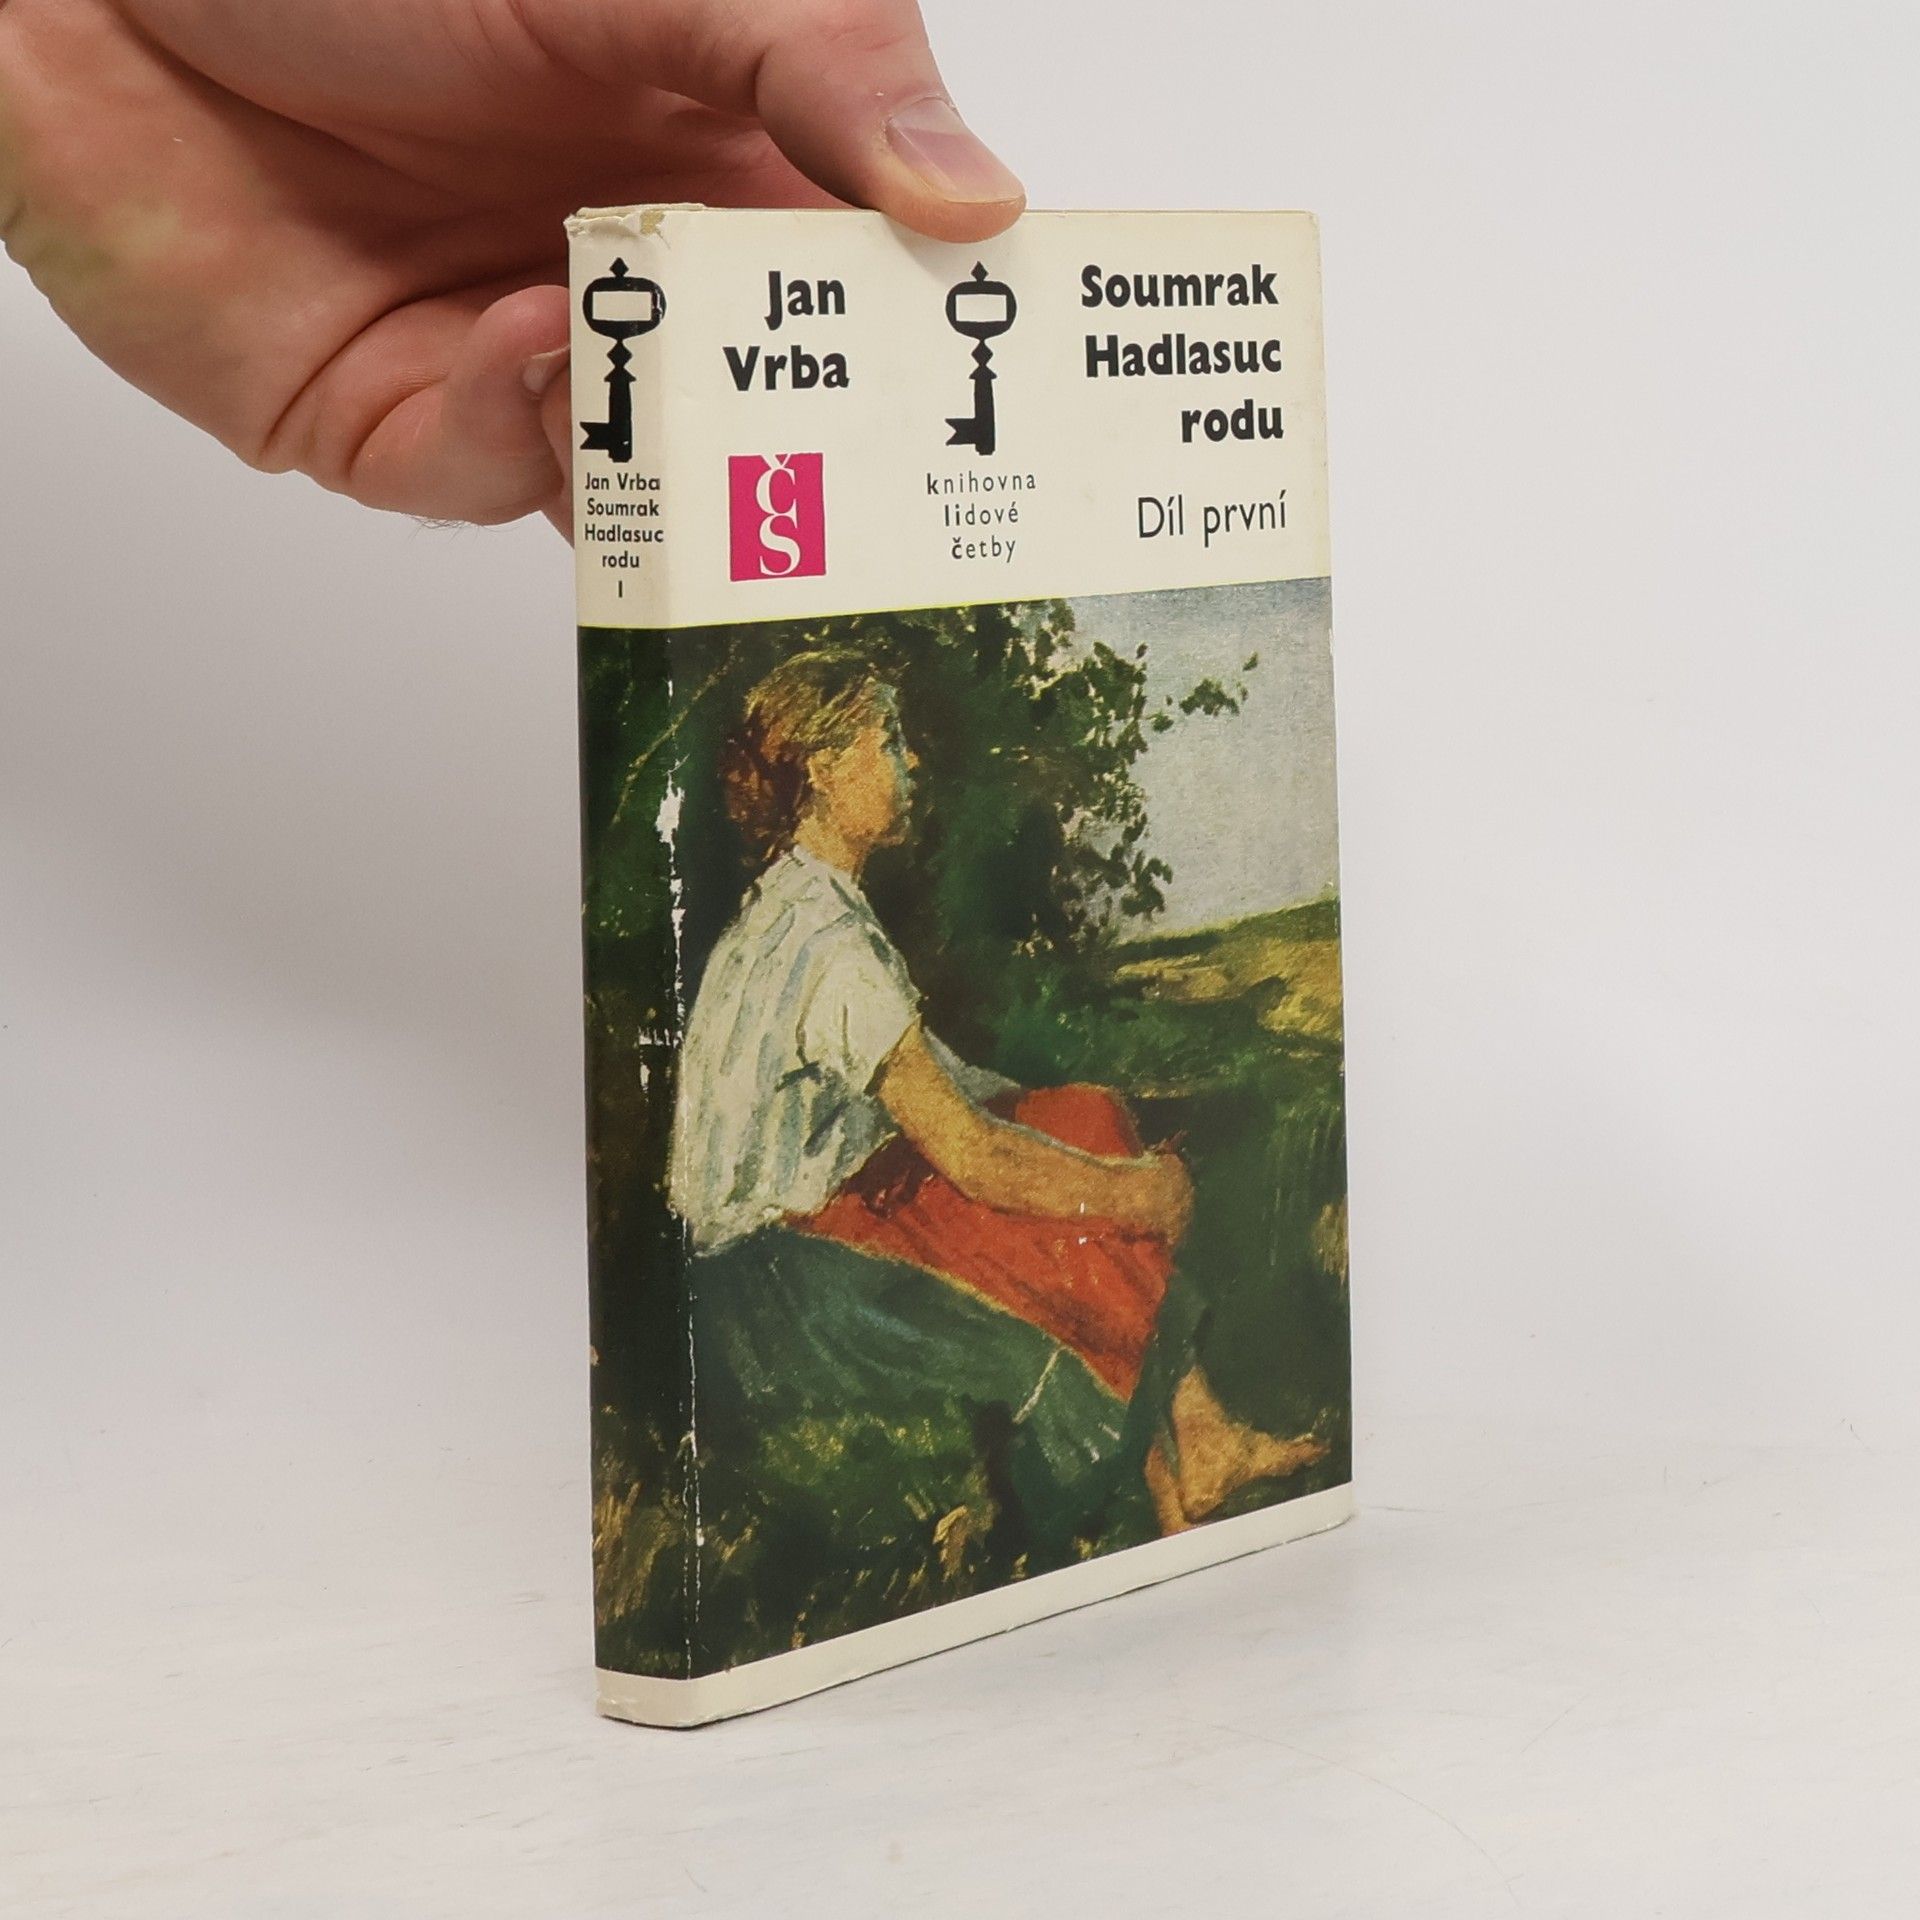 Jan Vrba
Soumrak
Hadlasuc
rodu
I
Jan
Vrba
ČS
knihovna
lidové
četby
Soumrak
Hadlasuc
rodu
Díl první